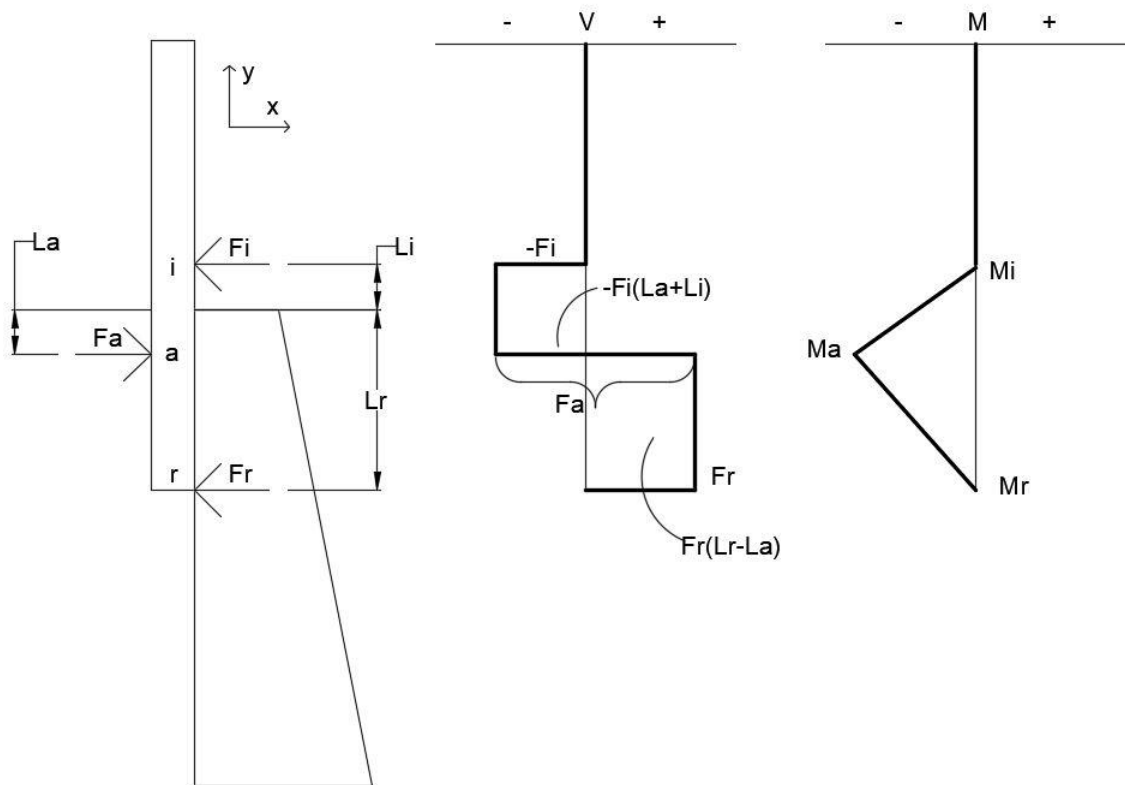 - V +
- M +
y
x
La
Fi
Li
i
-Fi
Mi
-Fi(La+Li)
Fa
a
Ma
Lr
Fa
r
Fr
Fr
Mr
Fr(Lr-La)